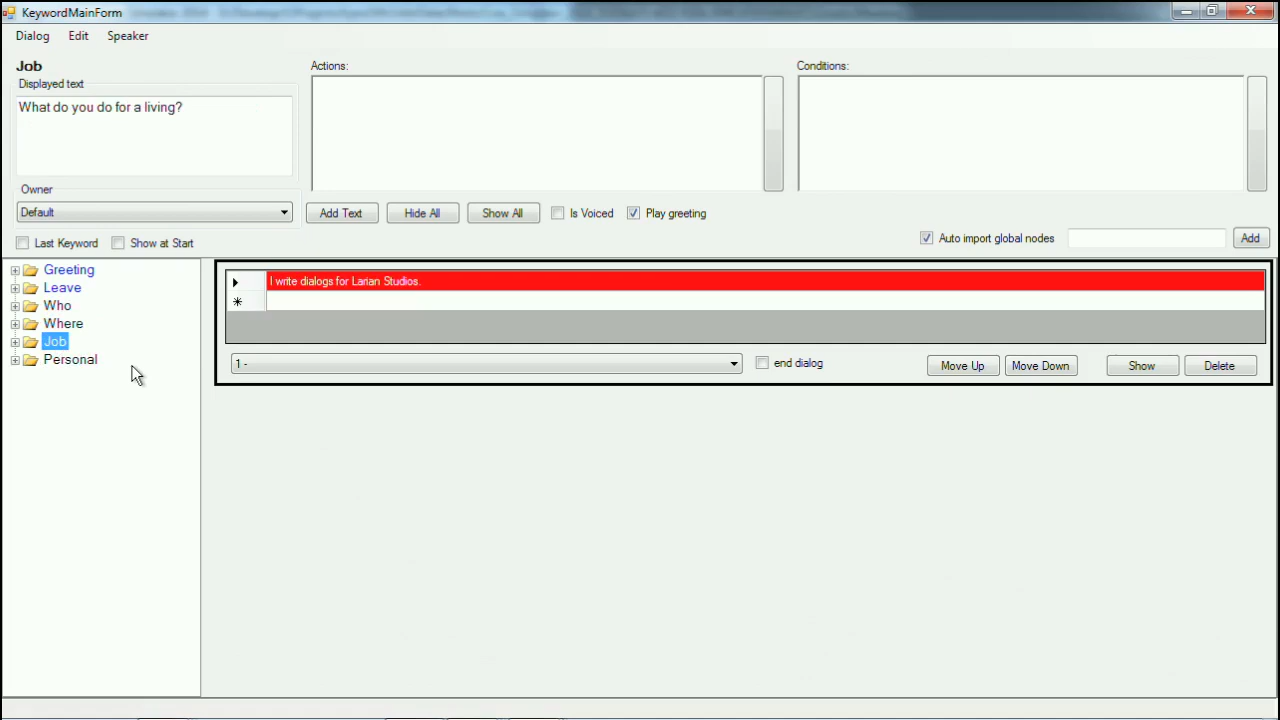 KeywordMainForm
Dialog Edit Speaker
Job
Displayed text
What do you do for a living?
Actions:
Conditions:
Owner
Default
Add Text Hide All Show All Is Voiced Play greeting
Last Keyword Show at Start
Auto import global nodes Add
Greeting
Leave
Who
Where
Job
Personal
I write dialogs for Larian Studios.
1 -
end dialog
Move Up Move Down Show Delete